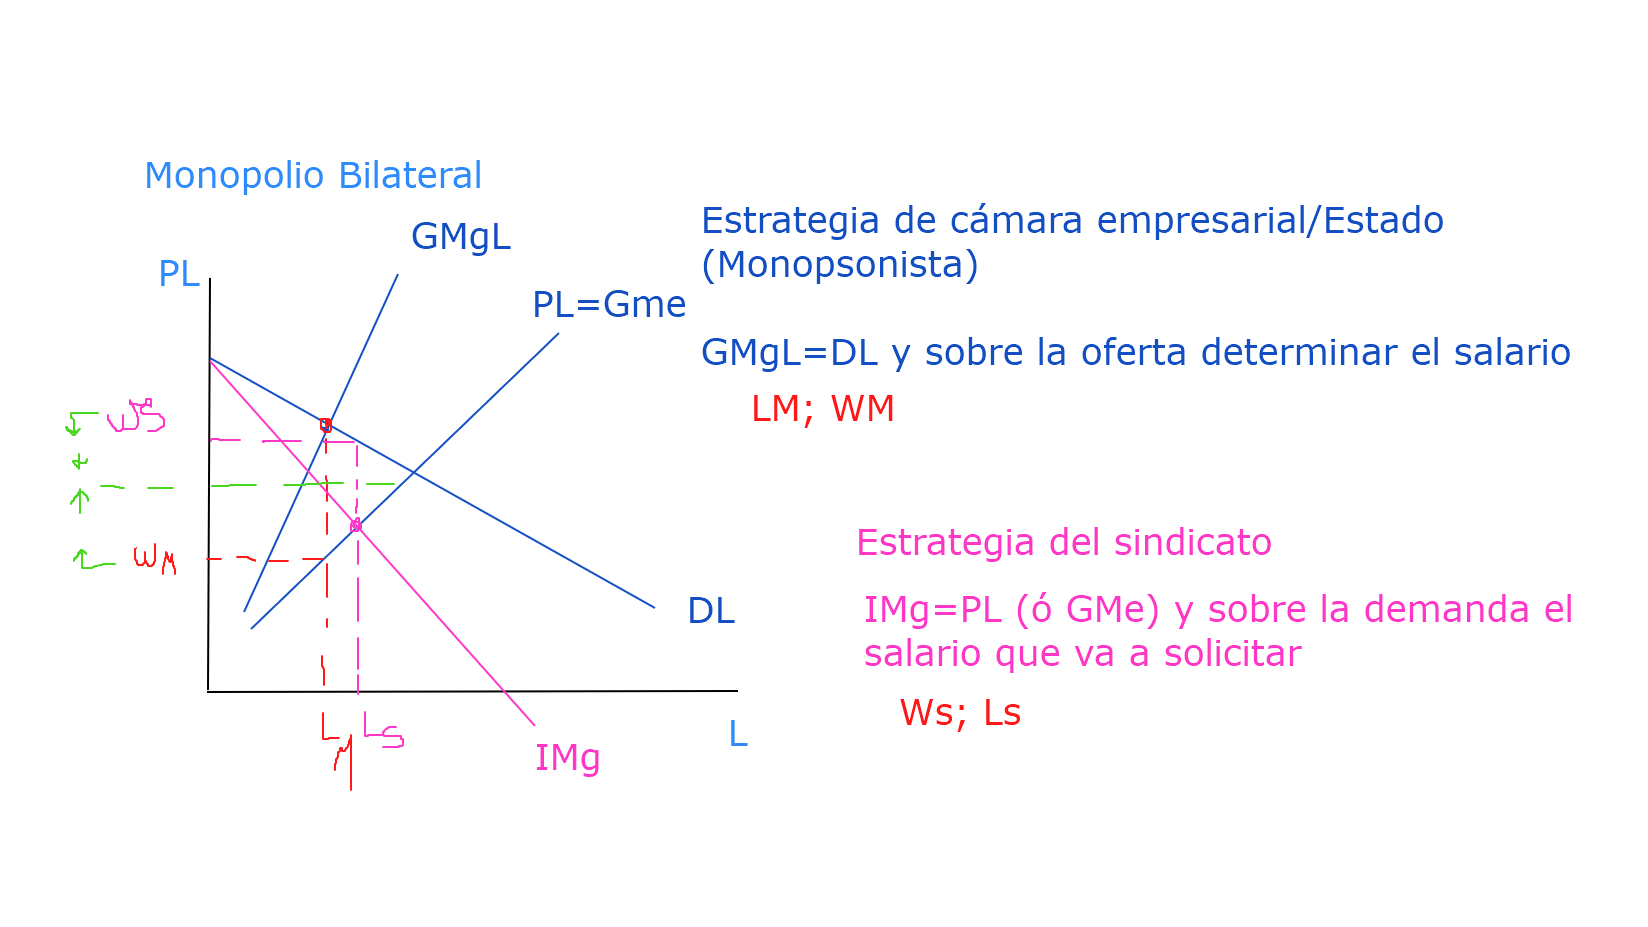 Monopolio Bilateral
GMgL
PL
PL=Gme
Estrategia de cámara empresarial/Estado
(Monopsonista)
GMgL=DL y sobre la oferta determinar el salario
LM; WM
WS
WM
Estrategia del sindicato
IMg=PL (ó GMe) y sobre la demanda el
salario que va a solicitar
Ws; Ls
DL
LM
LS
L
IMg